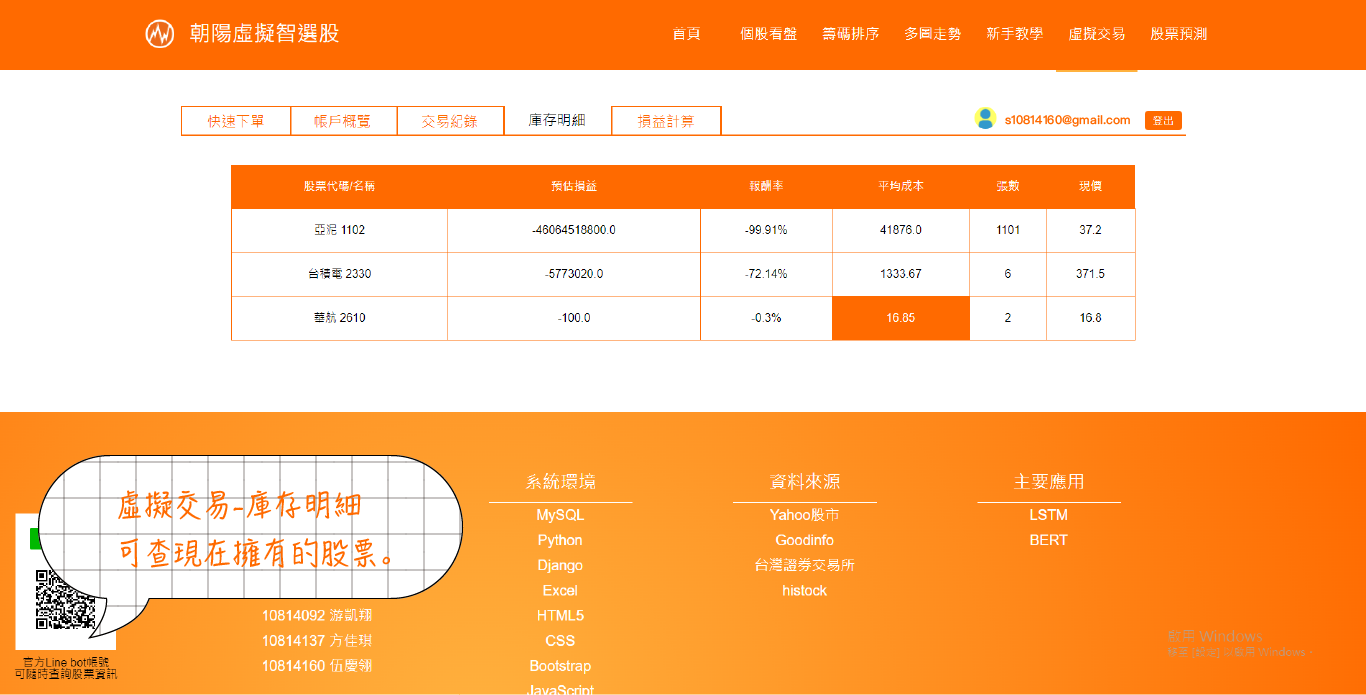 朝陽虛擬智選股
首頁 個股看盤 籌碼排序 多圖走勢 新手教學 虛擬交易 股票預測
快速下單 帳戶概覽 交易紀錄 庫存明細 損益計算 s10814160@gmail.com 登出
股票代碼/名稱 預估損益 報酬率 平均成本 張數 現價
亞泥 1102 -46064518800.0 -99.91% 41876.0 1101 37.2
台積電 2330 -5773020.0 -72.14% 1333.67 6 371.5
華航 2610 -100.0 -0.3% 16.85 2 16.8
虛擬交易-庫存明細
可查現在擁有的股票。
官方Line bot帳號
可隨時查詢股票資訊
10814092 游凱翔
10814137 方佳琪
10814160 伍慶翎
系統環境
MySQL
Python
Django
Excel
HTML5
CSS
Bootstrap
JavaScript
資料來源
Yahoo股市
Goodinfo
台灣證券交易所
histock
主要應用
LSTM
BERT
啟用 Windows
移至 [設定] 以啟用 Windows。